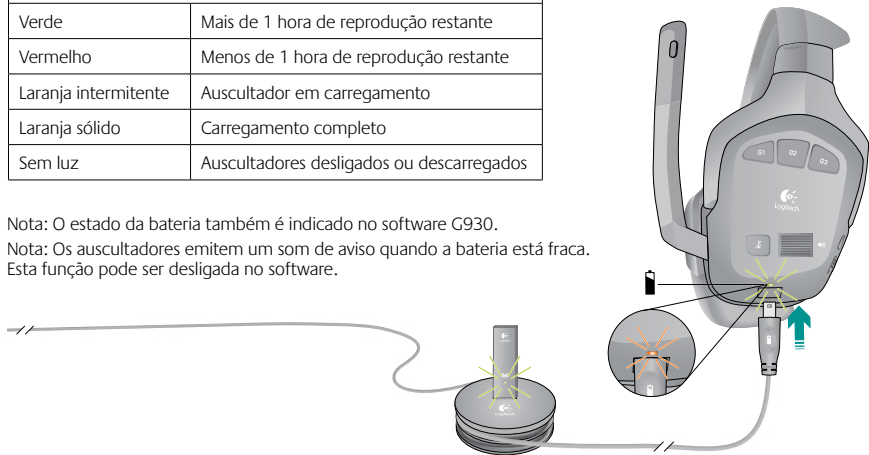 Verde Mais de 1 hora de reprodução restante
Vermelho Menos de 1 hora de reprodução restante
Laranja intermitente Auscultador em carregamento
Laranja sólido Carregamento completo
Sem luz Auscultadores desligados ou descarregados
Nota: O estado da bateria também é indicado no software G930.
Nota: Os auscultadores emitem um som de aviso quando a bateria está fraca.
Esta função pode ser desligada no software.
G1 G2 G3
Logitech
Logitech
Logitech